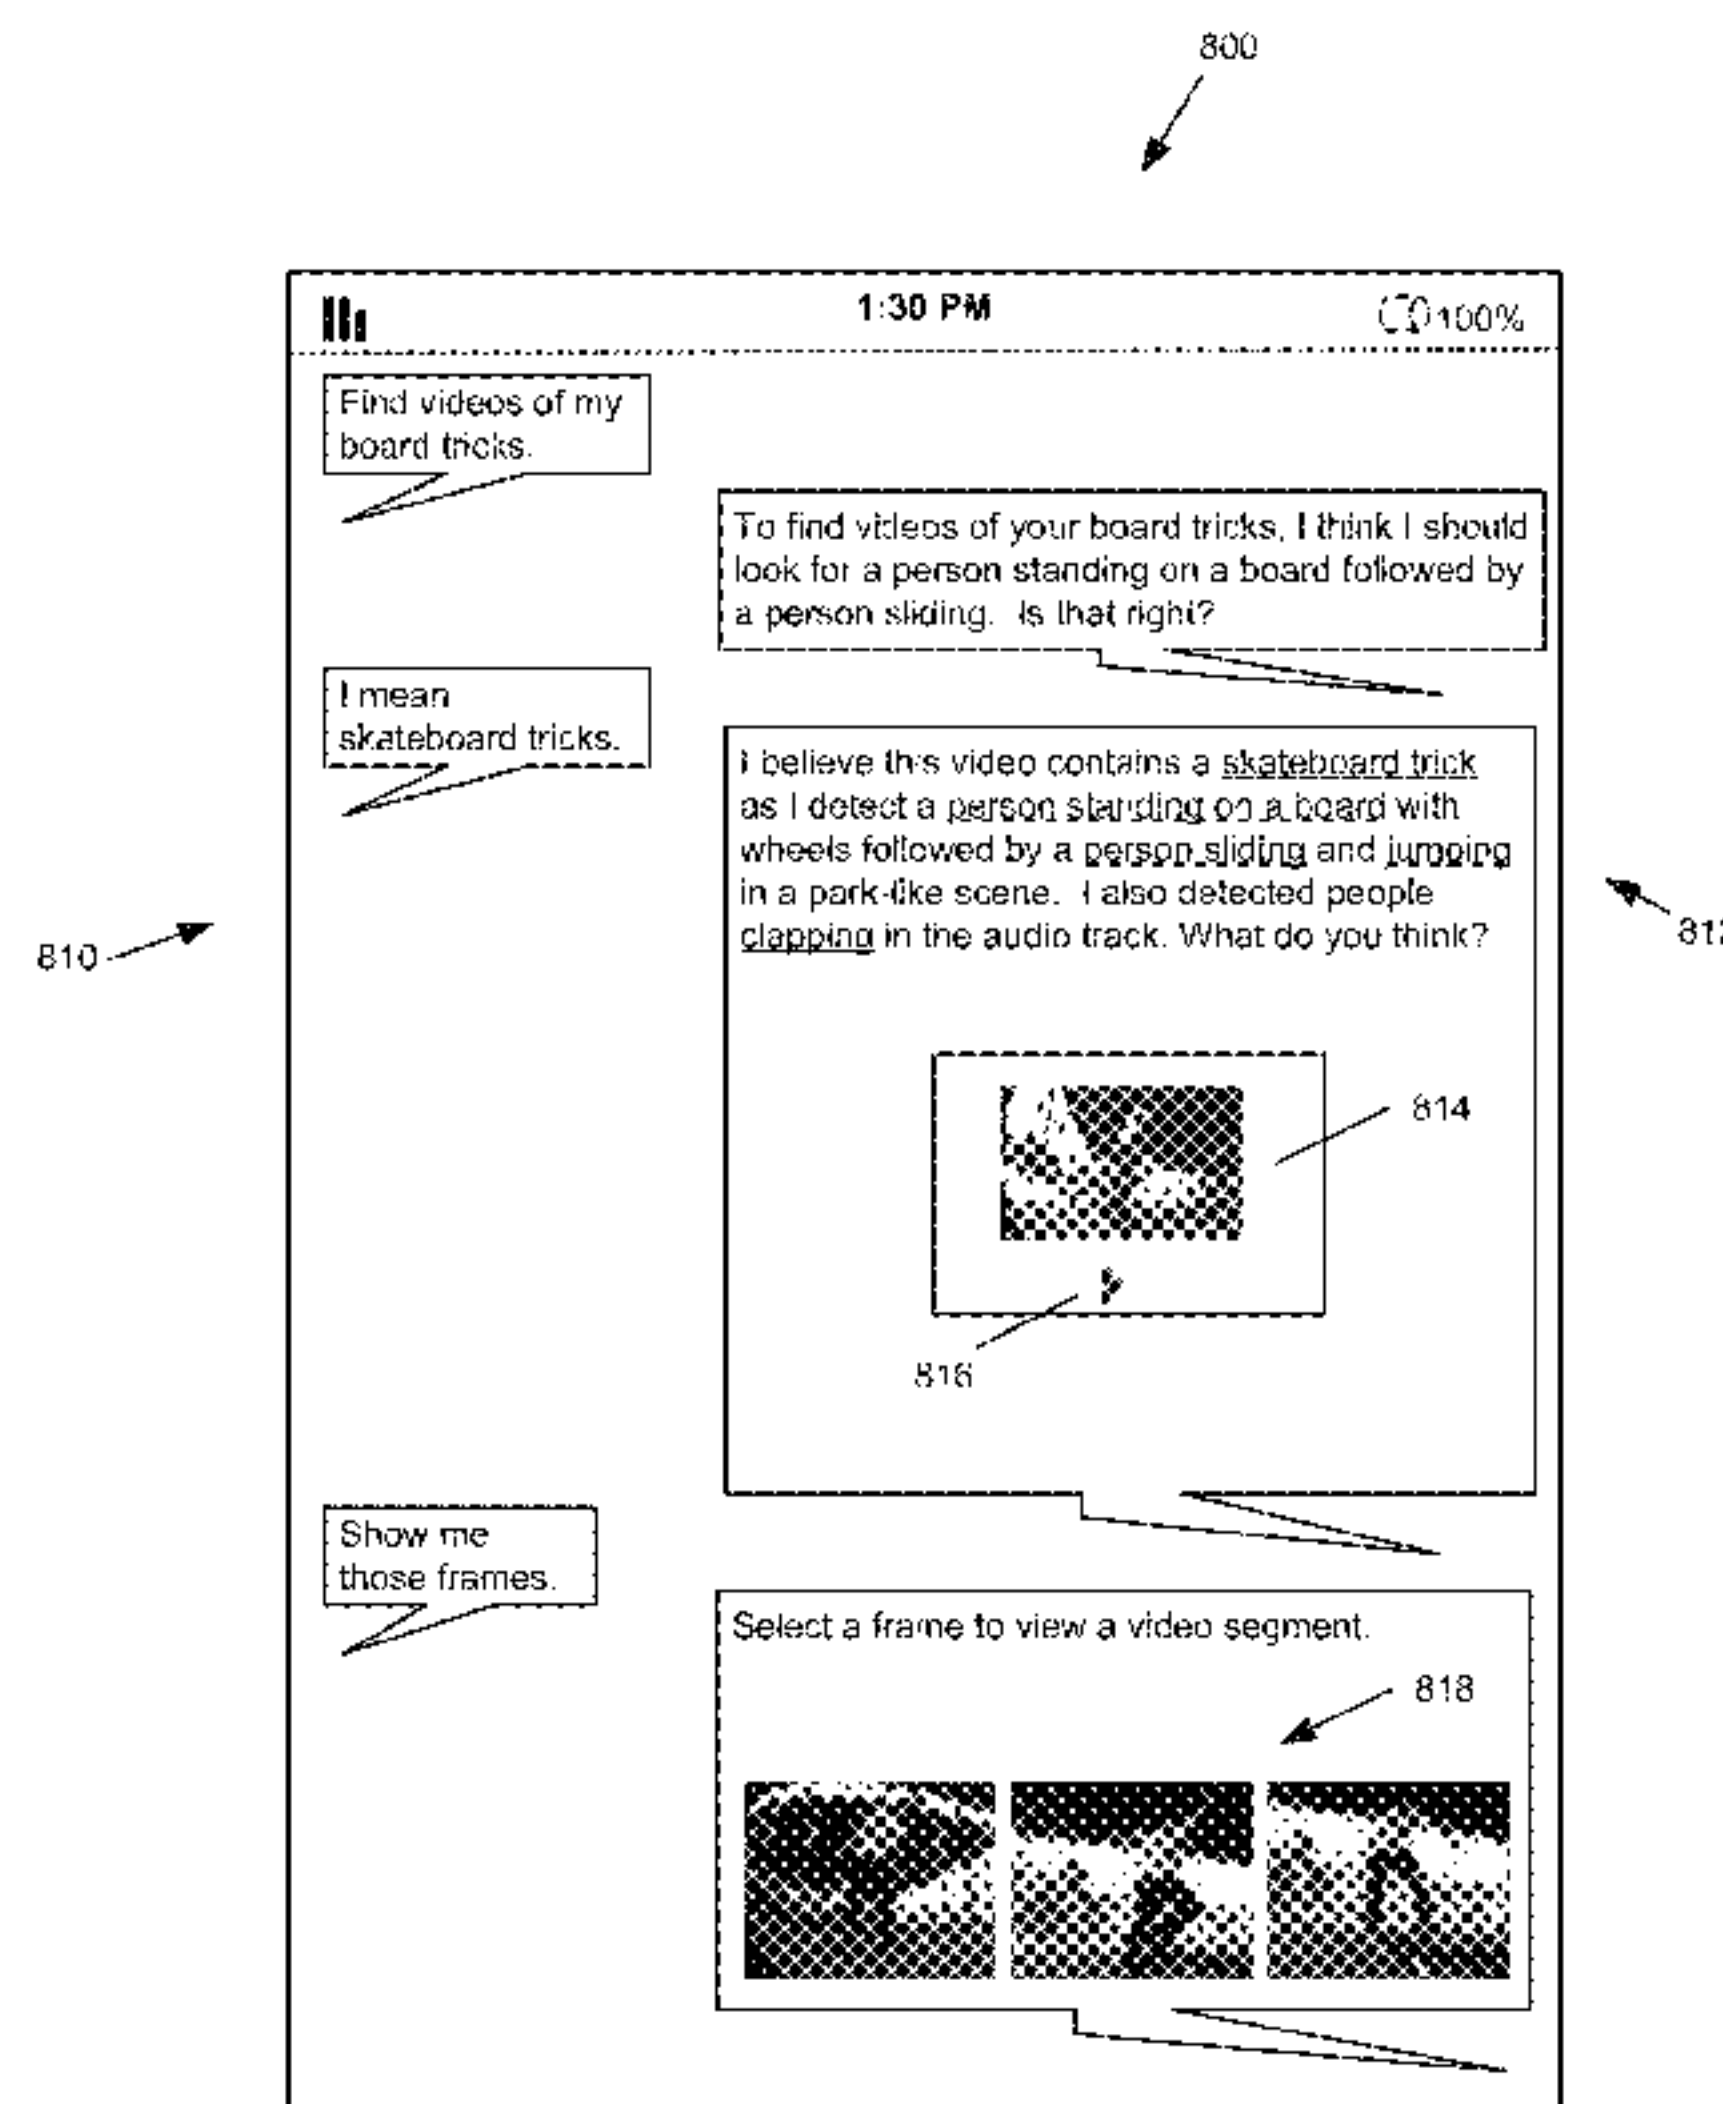 800
1:30 PM
100%
Find videos of my
board tricks.
To find videos of your board tricks, I think I should
look for a person standing on a board followed by
a person sliding. Is that right?
I mean
skateboard tricks.
I believe this video contains a skateboard trick
as I detect a person standing on a board with
wheels followed by a person sliding and jumping
in a park-like scene. I also detected people
clapping in the audio track. What do you think?
810
814
816
Show me
those frames.
Select a frame to view a video segment.
818